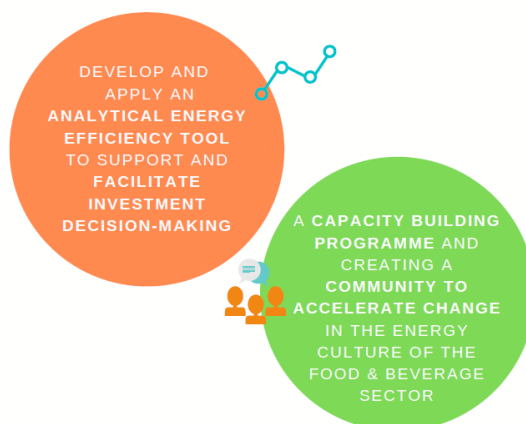 DEVELOP AND
APPLY AN
ANALYTICAL ENERGY
EFFICIENCY TOOL
TO SUPPORT AND
FACILITATE
INVESTMENT
DECISION-MAKING
A CAPACITY BUILDING
PROGRAMME AND
CREATING A
COMMUNITY TO
ACCELERATE CHANGE
IN THE ENERGY
CULTURE OF THE
FOOD & BEVERAGE
SECTOR